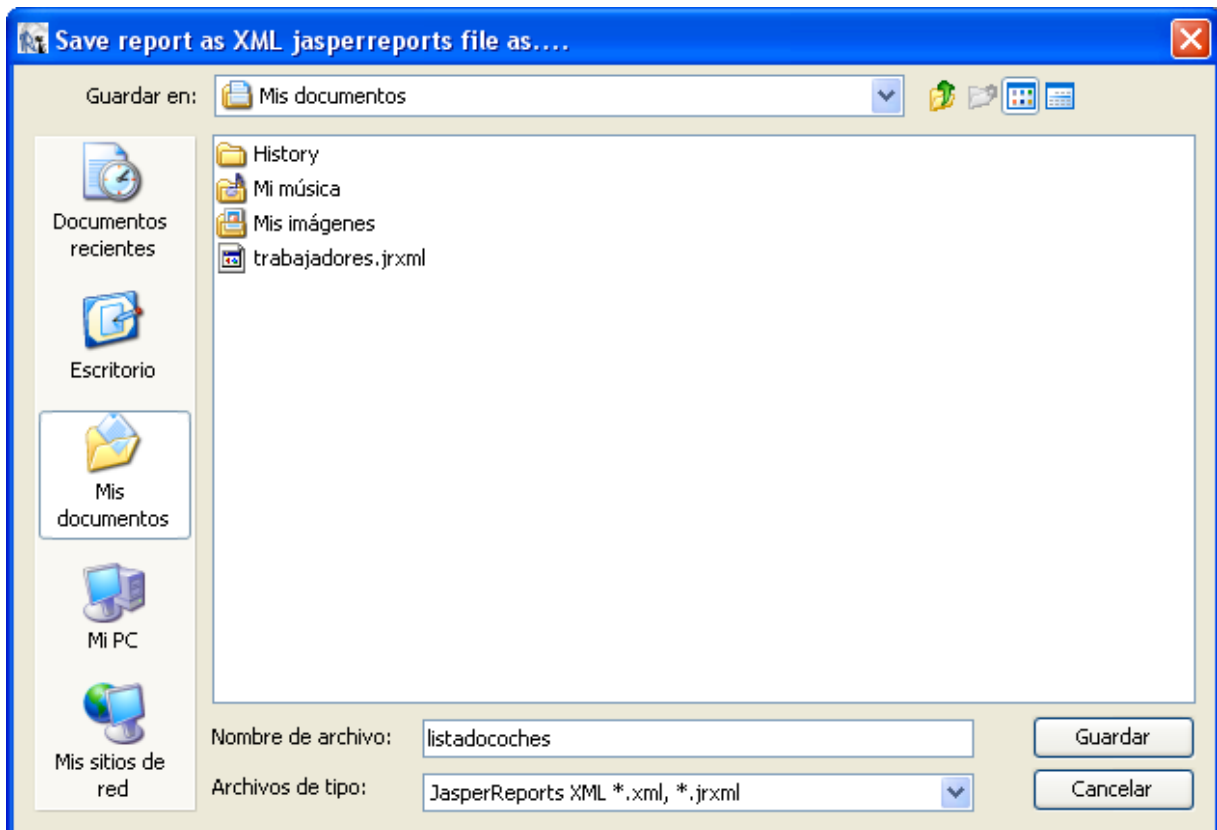 Save report as XML jasperreports file as....
Guardar en:
Mis documentos
History
Mi música
Mis imágenes
trabajadores.jrxml
Documentos
recientes
Escritorio
Mis
documentos
Mi PC
Mis sitios de
red
Nombre de archivo:
listadocoches
Guardar
Archivos de tipo:
JasperReports XML *.xml, *.jrxml
Cancelar